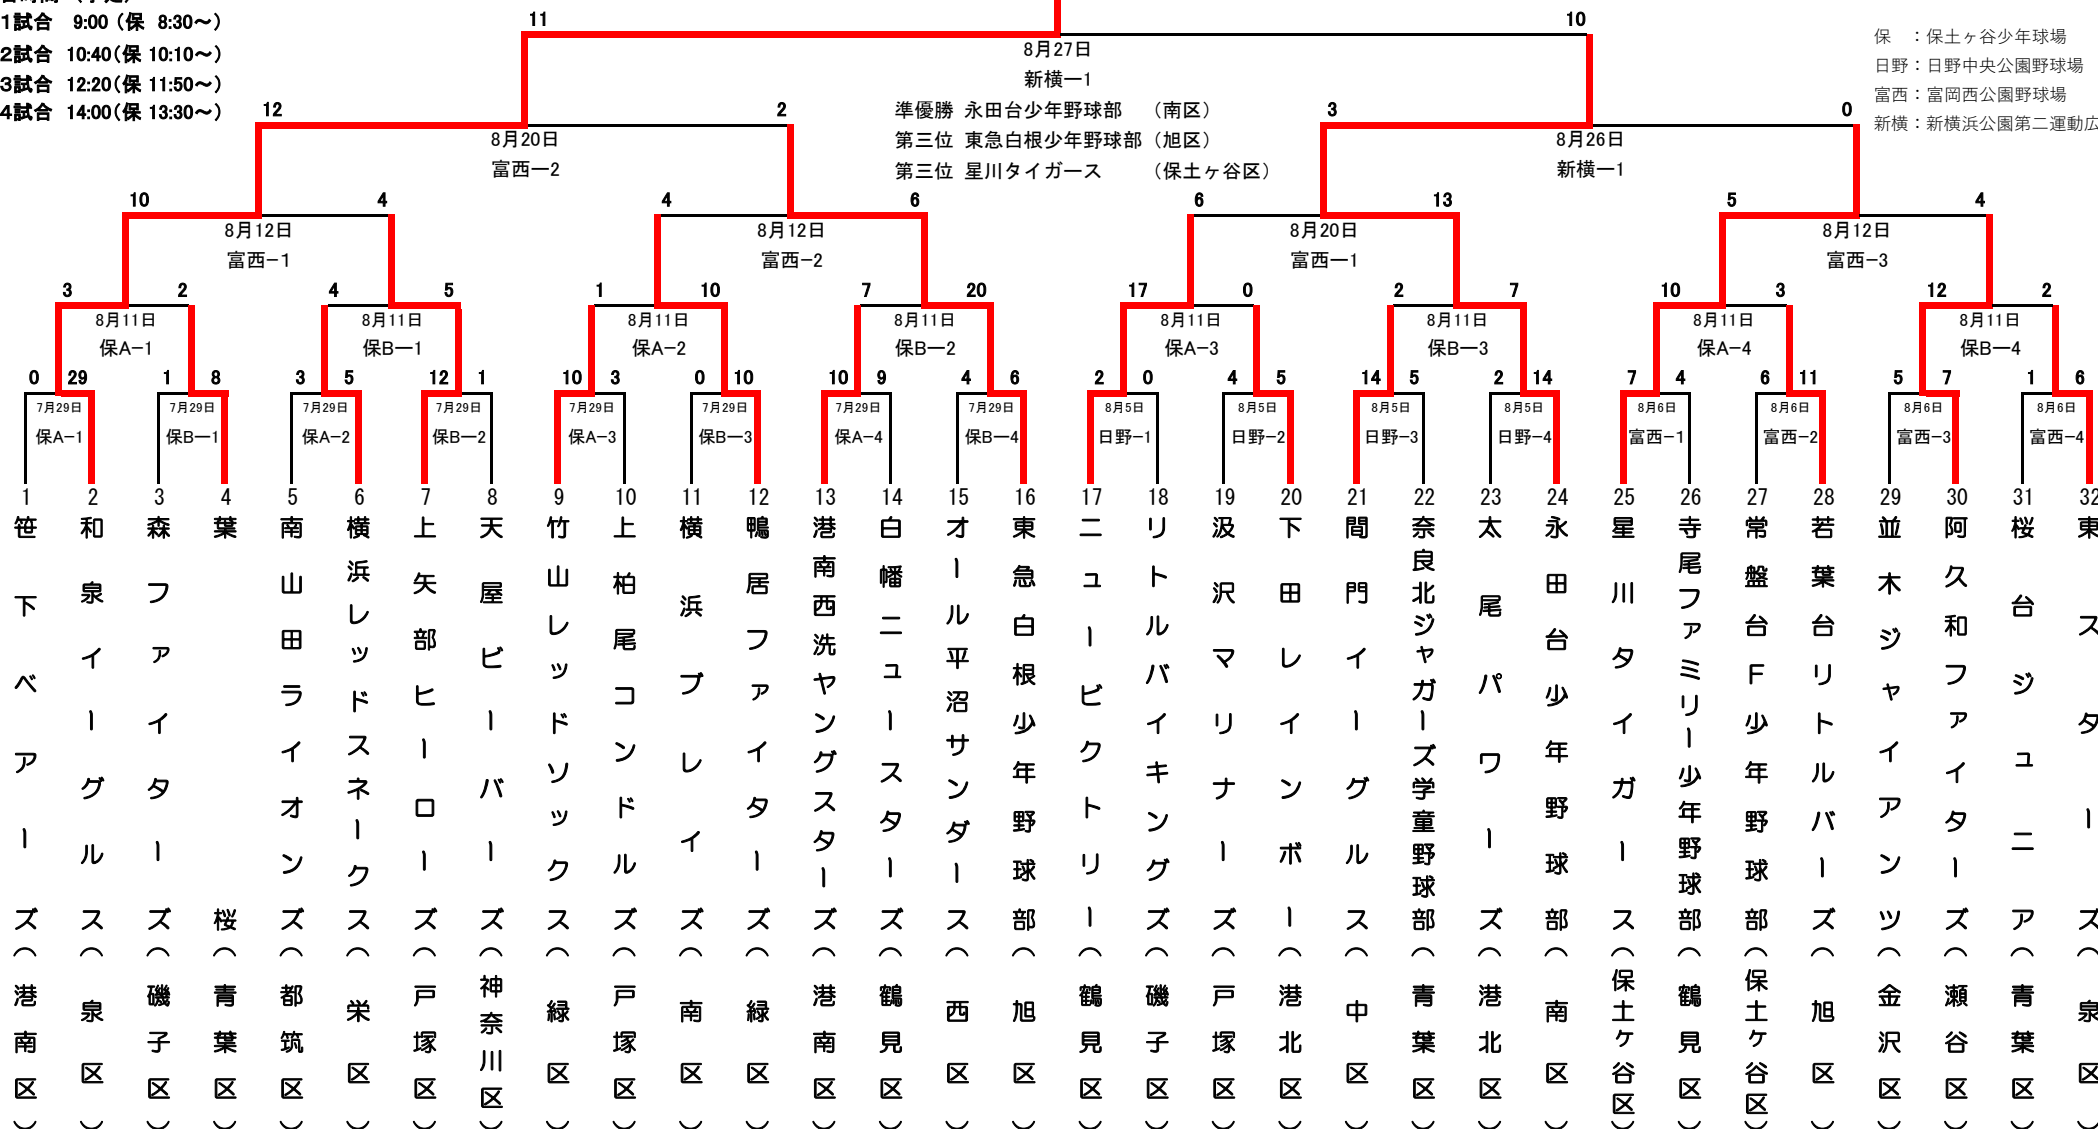 1試合 9:00 (保 8:30～)
2試合 10:40(保 10:10～)
3試合 12:20(保 11:50～)
4試合 14:00(保 13:30～)
保 ：保土ヶ谷少年球場
日野：日野中央公園野球場
富西：富岡西公園野球場
新横：新横浜公園第二運動広
11 10
8月27日
新横ー1
準優勝 永田台少年野球部 （南区）
第三位 東急白根少年野球部 （旭区）
第三位 星川タイガース （保土ヶ谷区）
12 2 3 0
8月20日 8月26日
富西ー2 新横ー1
10 4 4 6 6 13 5 4
8月12日 8月12日 8月20日 8月12日
富西－1 富西－2 富西ー1 富西－3
3 2 4 5 1 10 7 20 17 0 2 7 10 3 12 2
8月11日 8月11日 8月11日 8月11日 8月11日 8月11日 8月11日 8月11日
保A－1 保Bー1 保A－2 保Bー2 保A－3 保Bー3 保A－4 保Bー4
0 29 1 8 3 5 12 1 10 3 0 10 10 9 4 6 2 0 4 5 14 5 2 14 7 4 6 11 5 7 1 6
7月29日 7月29日 7月29日 7月29日 7月29日 7月29日 7月29日 7月29日 8月5日 8月5日 8月5日 8月5日 8月6日 8月6日 8月6日 8月6日
保A－1 保B－1 保A－2 保B－2 保A－3 保B－3 保A－4 保B－4 日野－1 日野－2 日野－3 日野－4 富西－1 富西－2 富西－3 富西－4
1 笹下ベアーズ（港南区）
2 和泉イーグルス（泉区）
3 森ファイターズ（磯子区）
4 葉桜（青葉区）
5 南山田ライオンズ（都筑区）
6 横浜レッドスネークス（栄区）
7 上矢部ヒーローズ（戸塚区）
8 天屋ビーバーズ（神奈川区）
9 竹山レッドソックス（緑区）
10 上柏尾コンドルズ（戸塚区）
11 横浜ブレイズ（南区）
12 鴨居ファイターズ（緑区）
13 港南西洗ヤングスターズ（港南区）
14 白幡ニュースターズ（鶴見区）
15 オール平沼サンダース（西区）
16 東急白根少年野球部（旭区）
17 ニュービクトリー（鶴見区）
18 リトルバイキングズ（磯子区）
19 汲沢マリナーズ（戸塚区）
20 下田レインボー（港北区）
21 間門イーグルス（中区）
22 奈良北ジャガーズ学童野球部（青葉区）
23 太尾パワーズ（港北区）
24 永田台少年野球部（南区）
25 星川タイガース（保土ケ谷区）
26 寺尾ファミリー少年野球部（鶴見区）
27 常盤台F少年野球部（保土ケ谷区）
28 若葉台リトルバーズ（旭区）
29 並木ジャイアンツ（金沢区）
30 阿久和ファイターズ（瀬谷区）
31 桜台ジュニア（青葉区）
32 東スターズ（泉区）